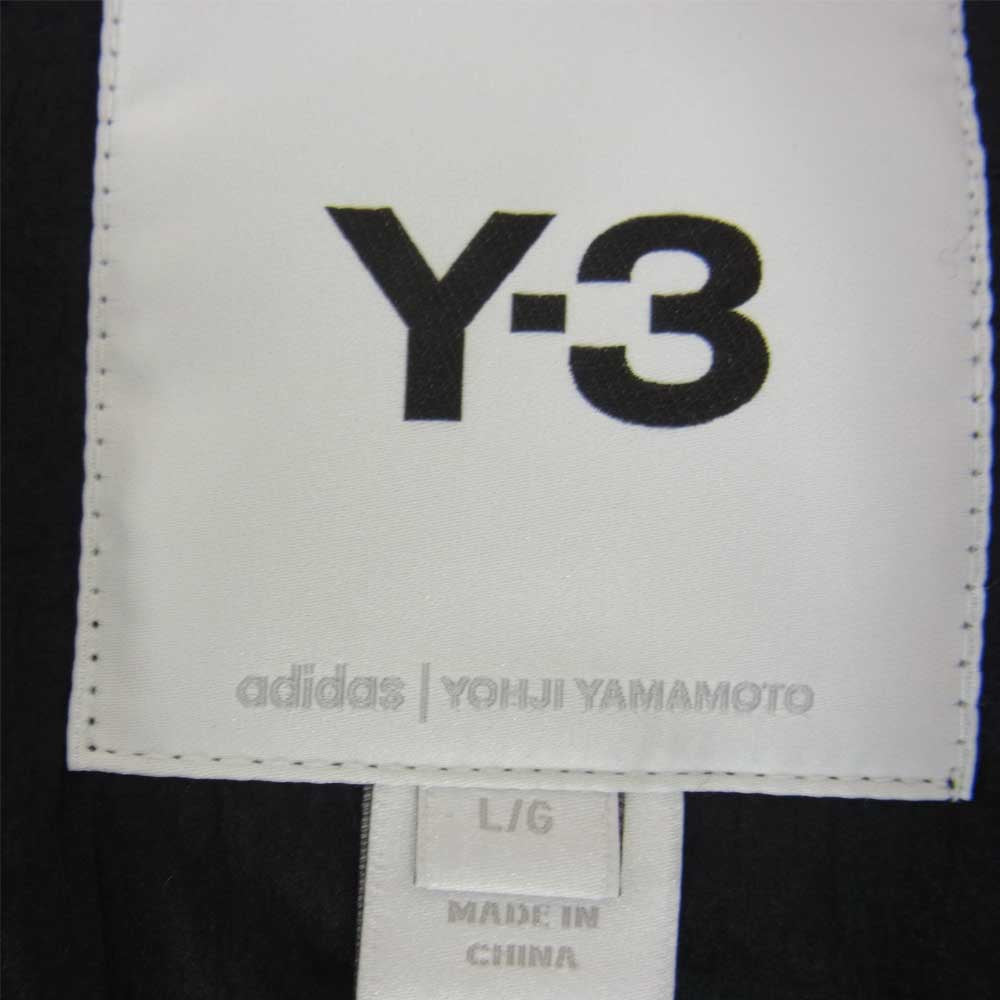 Y-3
adidas | YOHJI YAMAMOTO
L/G
MADE IN
CHINA